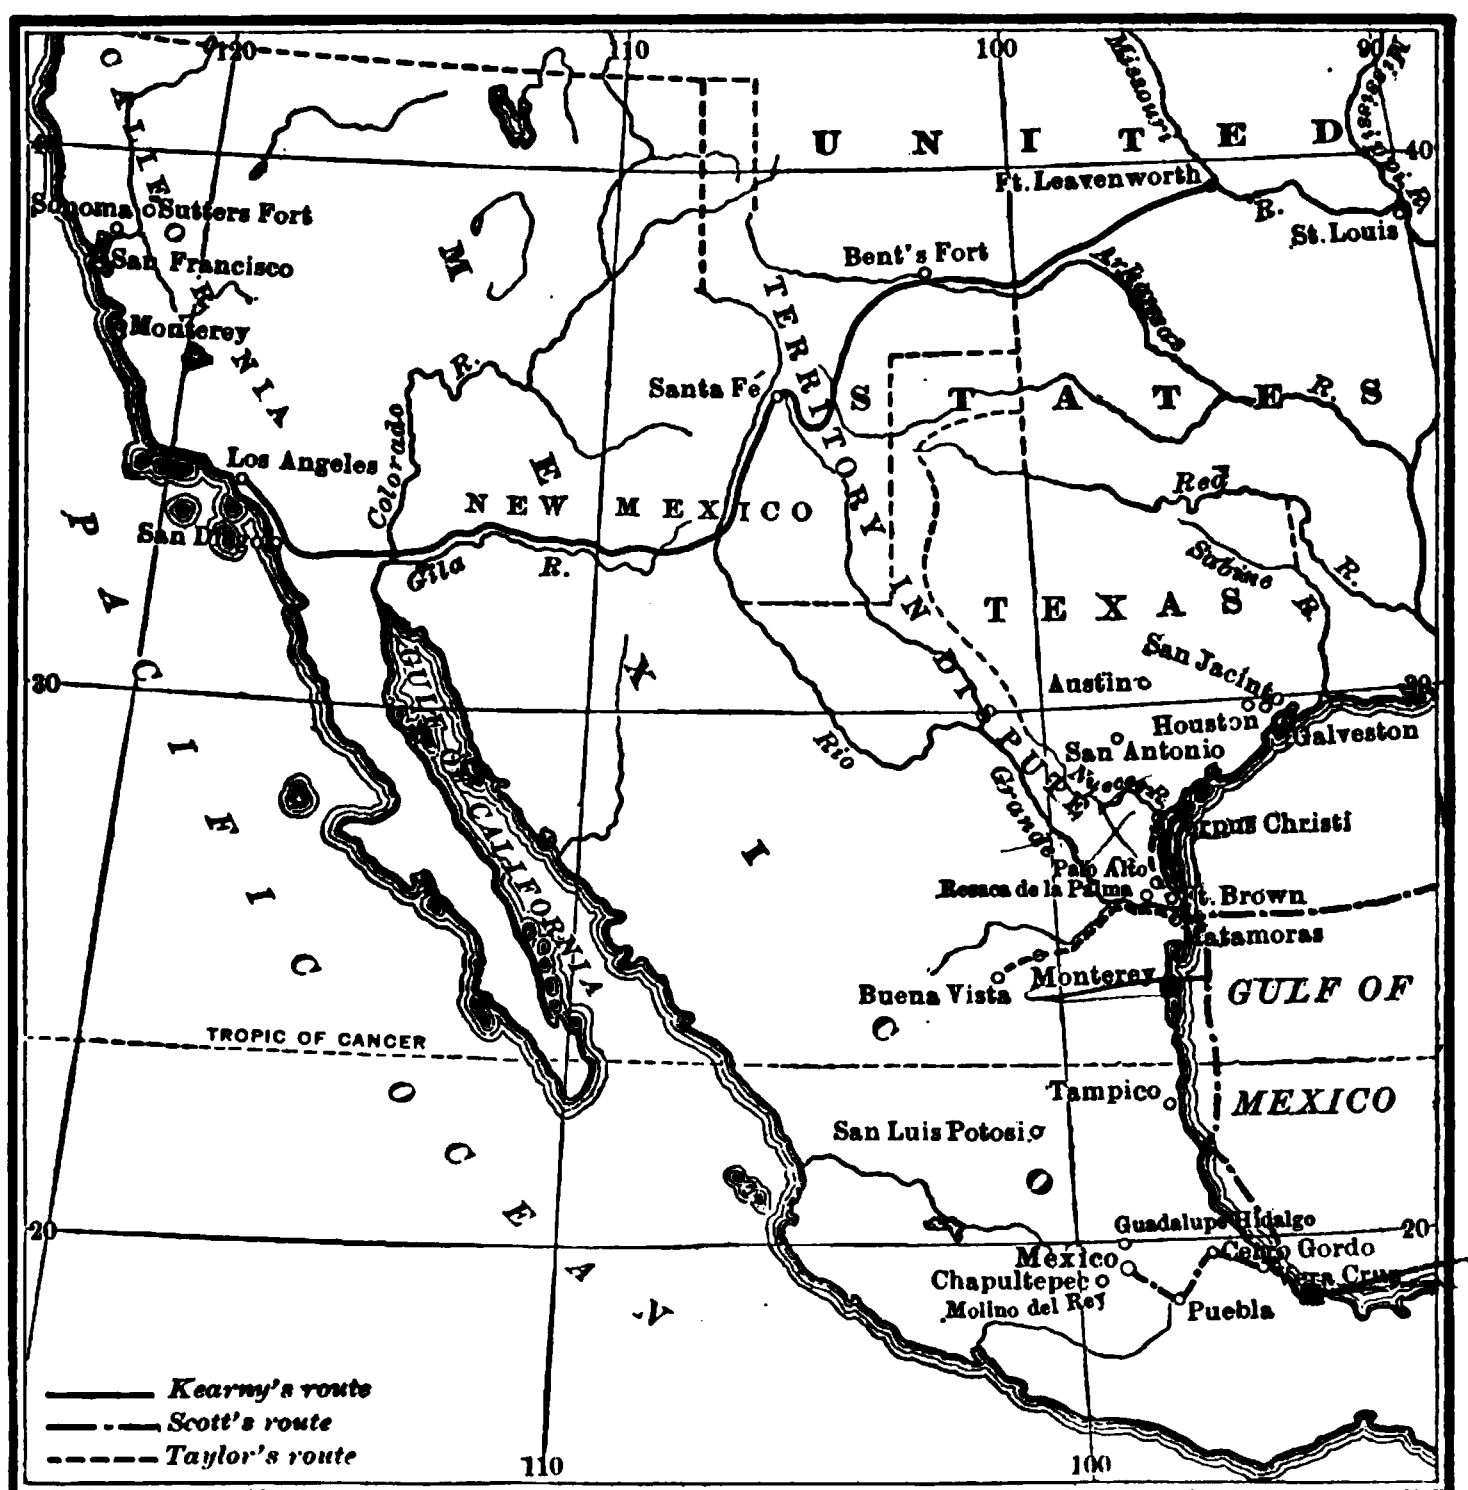 120
110
100
90
CALIFORNIA
Missouri
Mississippi R.
UNITED
40
40
Ft. Leavenworth
R.
St. Louis
Sonoma
Sutters Fort
San Francisco
Monterey
M
Bent's Fort
Arkansas
TERRITORY IN DISPUTE
R.
Santa Fé
STATES
R.
Colorado
Los Angeles
E
NEW MEXICO
Red
R.
San Diego
Gila
R.
Sabine
R.
TEXAS
PACIFIC OCEAN
X
San Jacinto
Austin
30
30
Houston
Galveston
San Antonio
GULF OF CALIFORNIA
Rio
Grande
Nueces R.
I
Corpus Christi
Palo Alto
Resaca de la Palma
Ft. Brown
Matamoras
Monterey
Buena Vista
GULF OF
C
TROPIC OF CANCER
Tampico
MEXICO
San Luis Potosi
O
20
20
Guadalupe Hidalgo
Mexico
Cerro Gordo
Chapultepec
Vera Cruz
Molino del Rey
Puebla
Kearny's route
Scott's route
Taylor's route
110
100